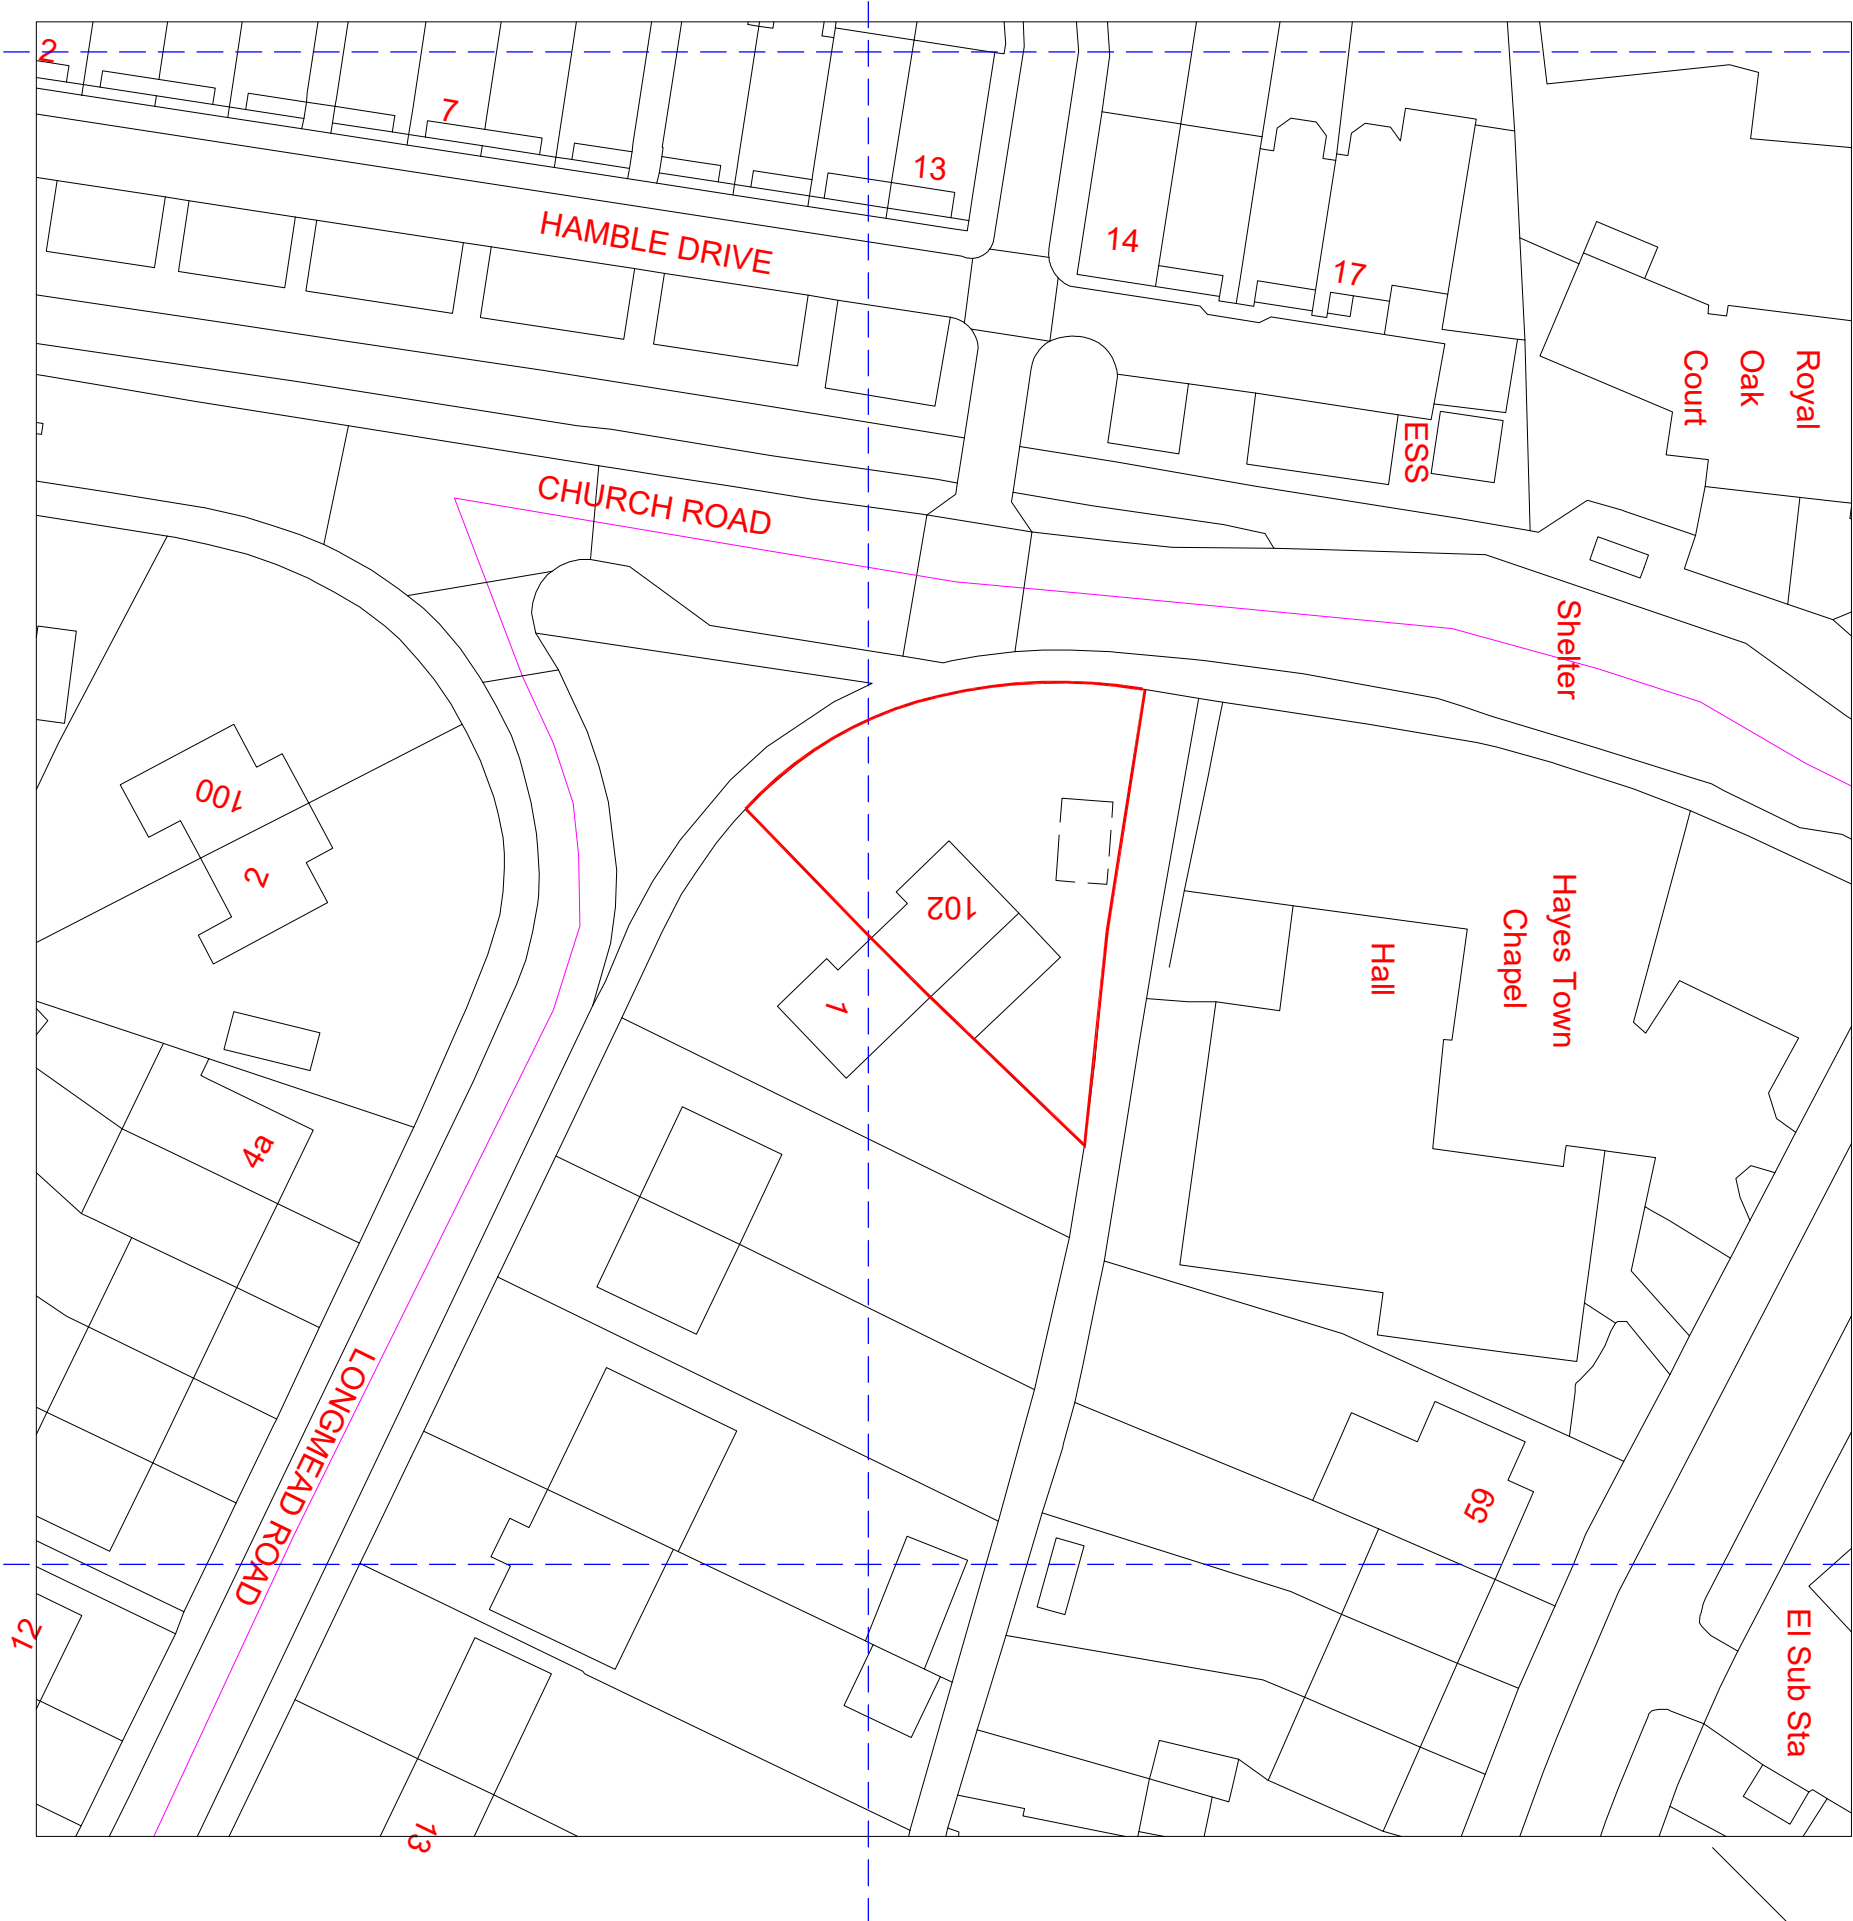 2
7
13
HAMBLE DRIVE
14
17
Royal
Oak
Court
ESS
CHURCH ROAD
Shelter
100
2
102
1
Hayes Town
Chapel
Hall
4a
LONGMEAD ROAD
59
12
El Sub Sta
13